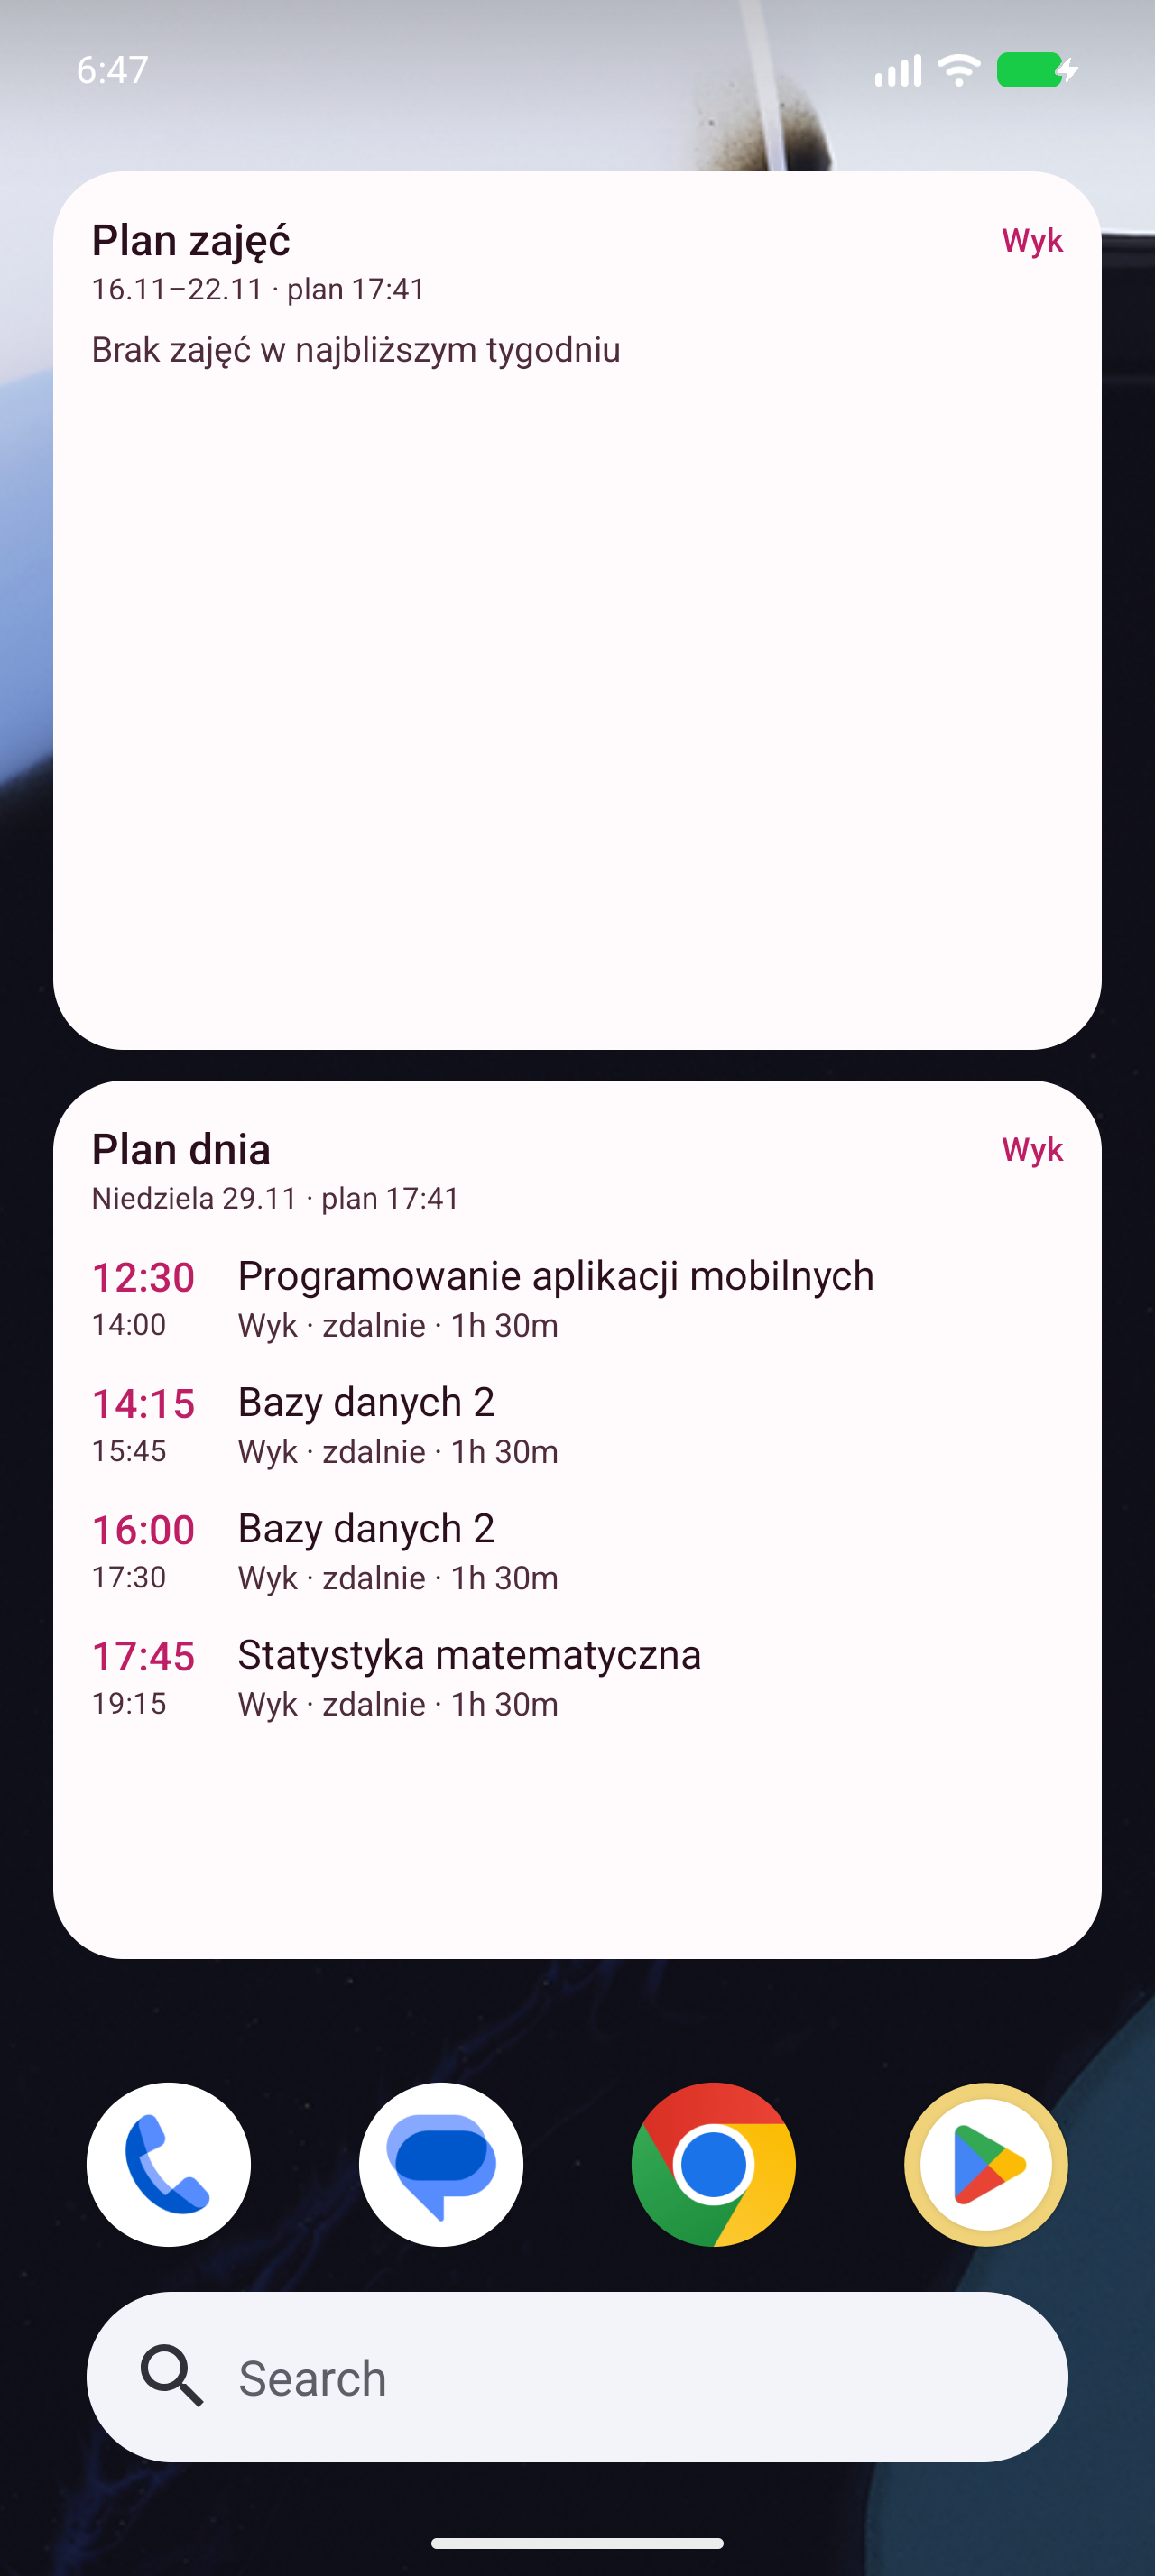 6:47
Plan zajęć
Wyk
16.11–22.11 · plan 17:41
Brak zajęć w najbliższym tygodniu
Plan dnia
Wyk
Niedziela 29.11 · plan 17:41
12:30 Programowanie aplikacji mobilnych
14:00 Wyk · zdalnie · 1h 30m
14:15 Bazy danych 2
15:45 Wyk · zdalnie · 1h 30m
16:00 Bazy danych 2
17:30 Wyk · zdalnie · 1h 30m
17:45 Statystyka matematyczna
19:15 Wyk · zdalnie · 1h 30m
Search